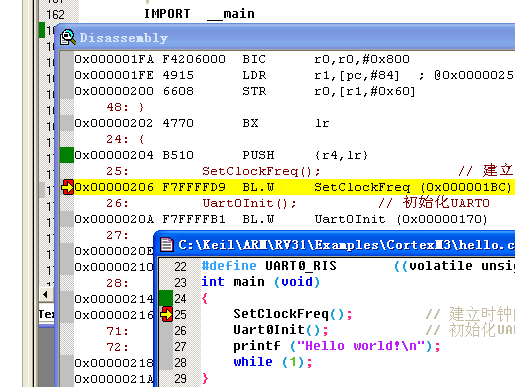 162
IMPORT __main
Disassembly
0x000001FA F4206000 BIC r0,r0,#0x800
0x000001FE 4915 LDR r1,[pc,#84] ; @0x0000025
0x00000200 6608 STR r0,[r1,#0x60]
48: }
0x00000202 4770 BX lr
24: {
0x00000204 B510 PUSH {r4,lr}
25: SetClockFreq(); // 建立
0x00000206 F7FFFFD9 BL.W SetClockFreq (0x000001BC)
26: Uart0Init(); // 初始化UART0
0x0000020A F7FFFFB1 BL.W Uart0Init (0x00000170)
27:
0x0000020E
0x00000210
28:
0x00000214
0x00000216
71:
72:
0x00000218
0x0000021A
C:\Keil\ARM\RV31\Examples\CortexM3\hello.c
22 #define UART0_RIS ((volatile unsig
23 int main (void)
24 {
25 SetClockFreq(); // 建立时钟
26 Uart0Init(); // 初始化UA
27 printf ("Hello world!\n");
28 while (1);
29 }